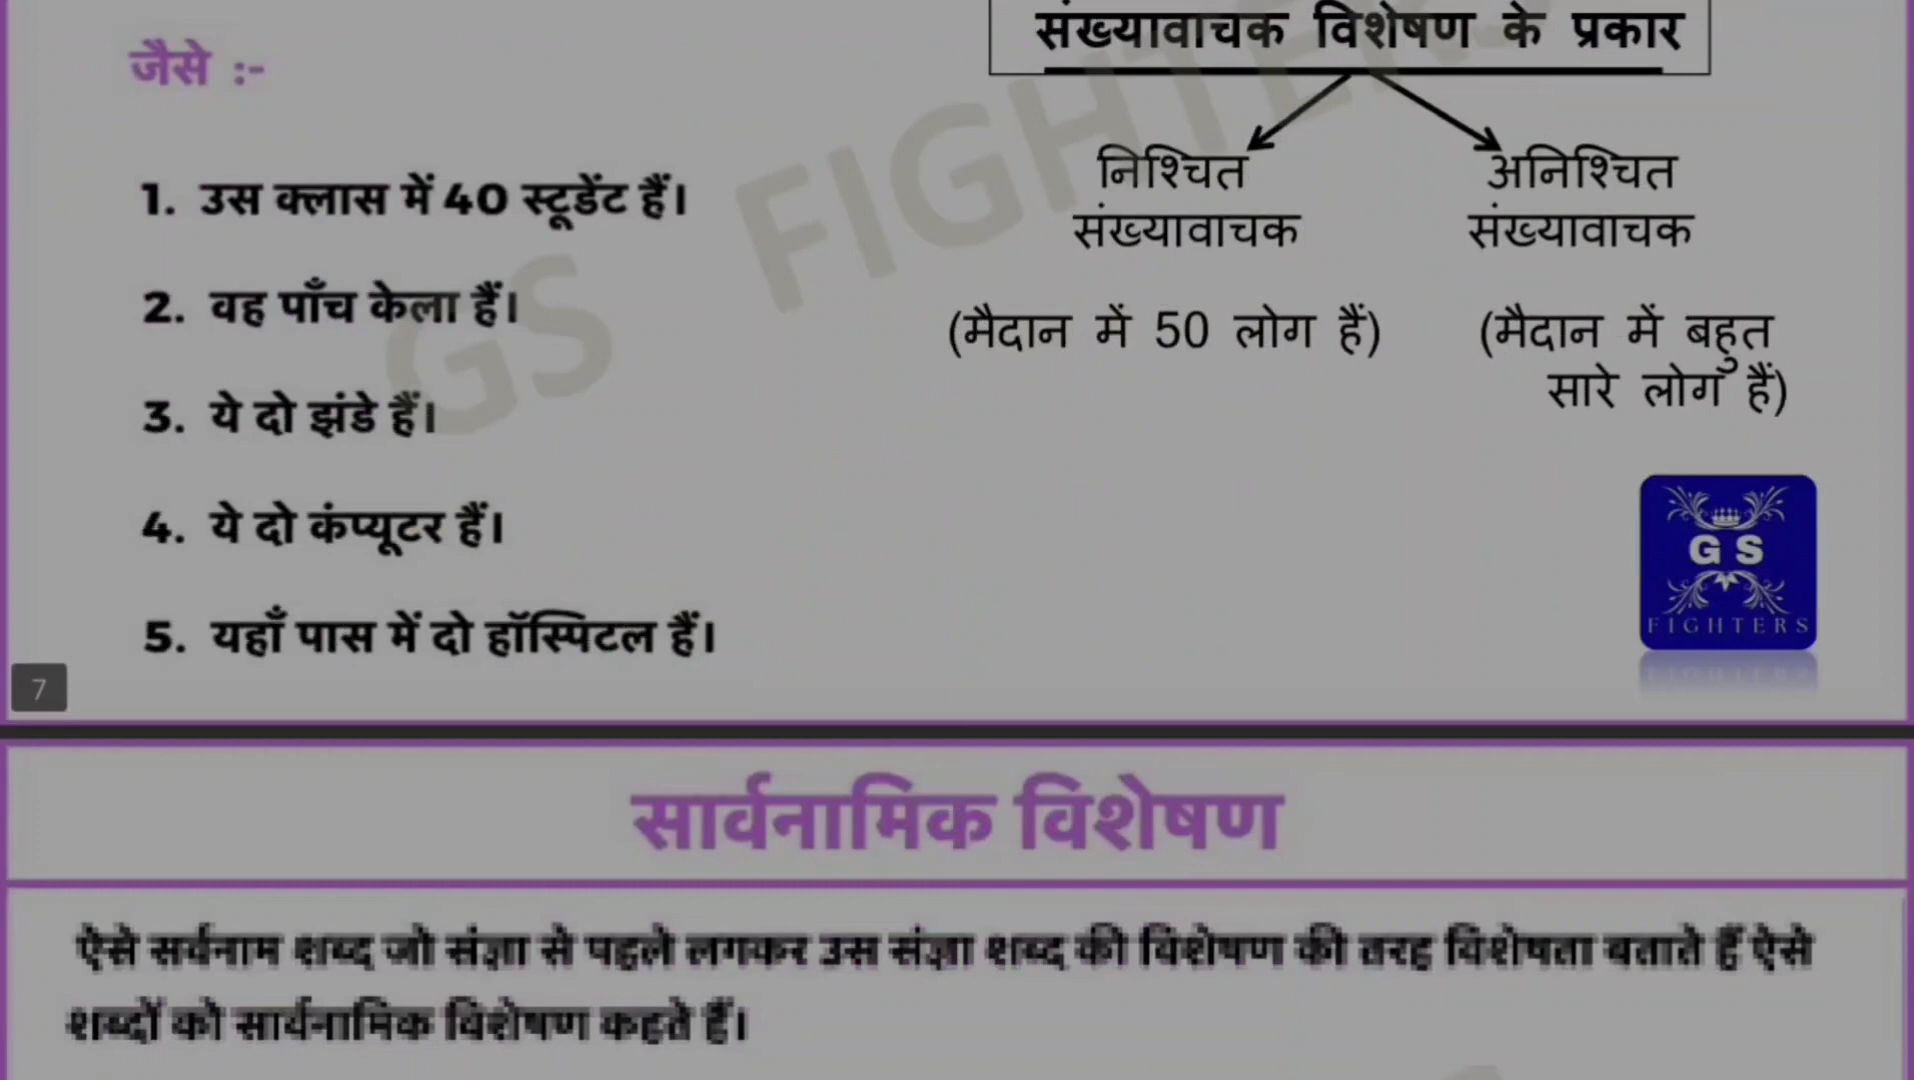 जैसे :-
1. उस क्लास में 40 स्टूडेंट हैं।
2. वह पाँच केला हैं।
3. ये दो झंडे हैं।
4. ये दो कंप्यूटर हैं।
5. यहाँ पास में दो हॉस्पिटल हैं।
संख्यावाचक विशेषण के प्रकार
निश्चित
संख्यावाचक
(मैदान में 50 लोग हैं)
अनिश्चित
संख्यावाचक
(मैदान में बहुत
सारे लोग हैं)
GS FIGHTERS
G S
FIGHTERS
7
सार्वनामिक विशेषण
ऐसे सर्वनाम शब्द जो संज्ञा से पहले लगकर उस संज्ञा शब्द की विशेषण की तरह विशेषता बताते हैं ऐसे
शब्दों को सार्वनामिक विशेषण कहते हैं।